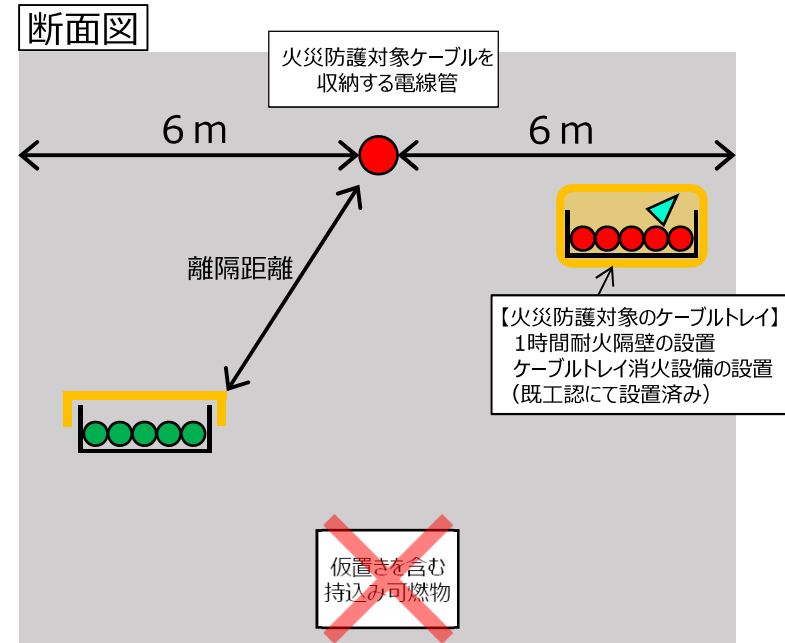 断面図
火災防護対象ケーブルを
収納する電線管
６ｍ
６ｍ
離隔距離
【火災防護対象のケーブルトレイ】
1時間耐火隔壁の設置
ケーブルトレイ消火設備の設置
（既工認にて設置済み）
仮置きを含む
持込み可燃物